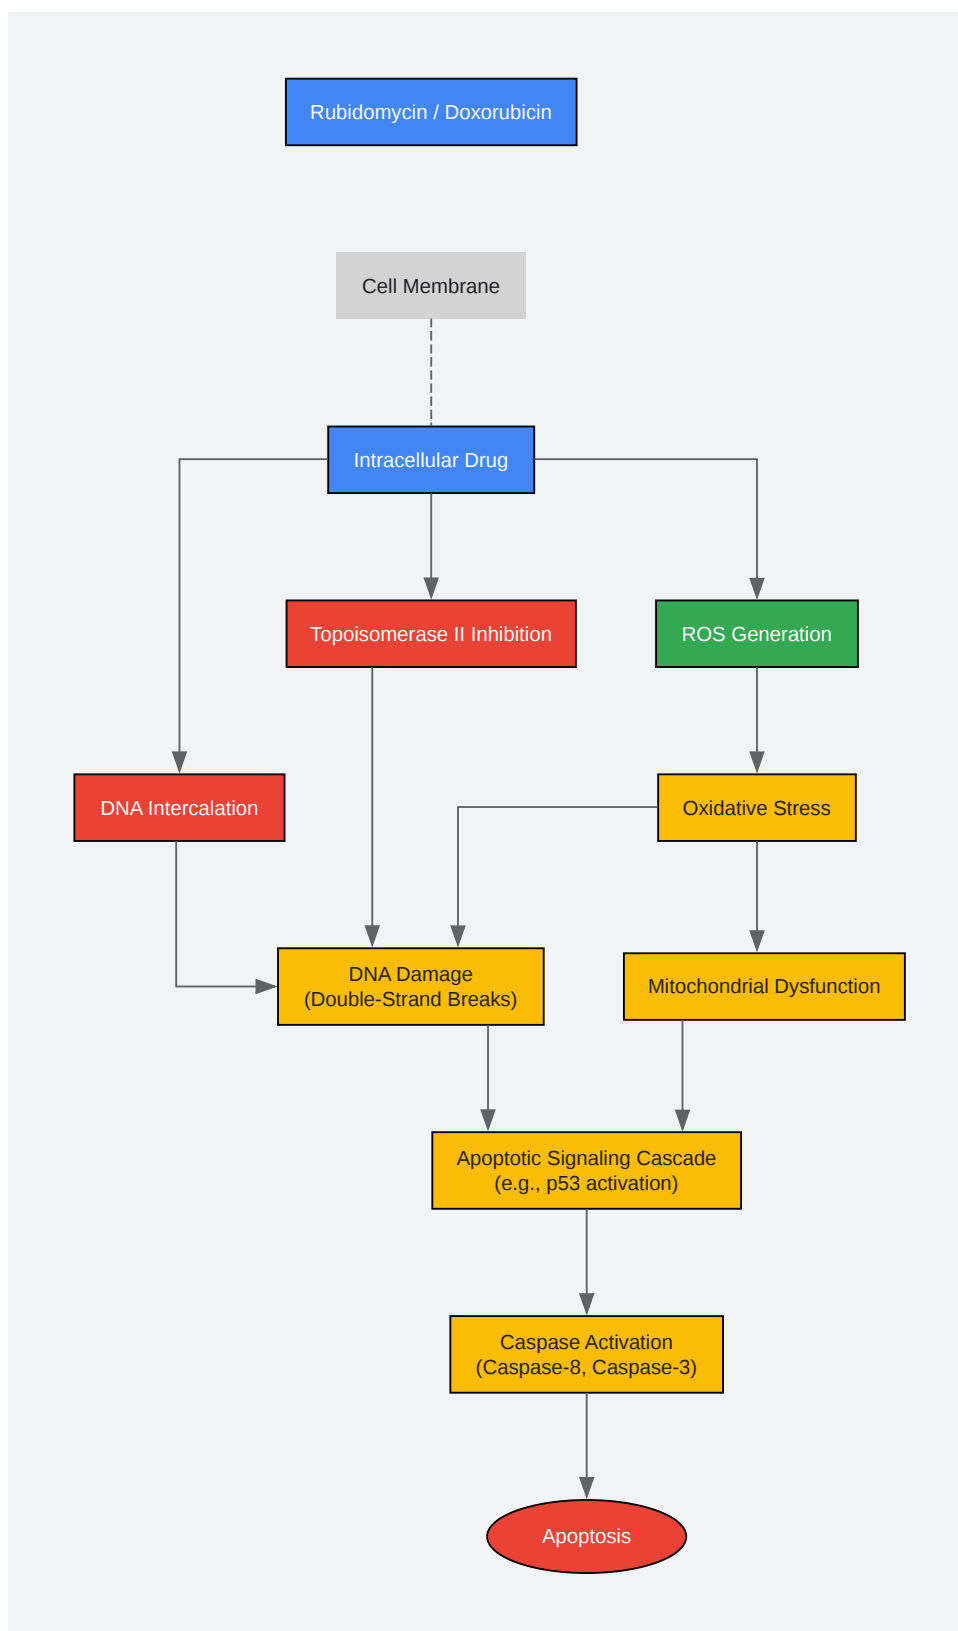 Rubidomycin / Doxorubicin
Cell Membrane
Intracellular Drug
Topoisomerase II Inhibition
ROS Generation
DNA Intercalation
Oxidative Stress
DNA Damage
(Double-Strand Breaks)
Mitochondrial Dysfunction
Apoptotic Signaling Cascade
(e.g., p53 activation)
Caspase Activation
(Caspase-8, Caspase-3)
Apoptosis